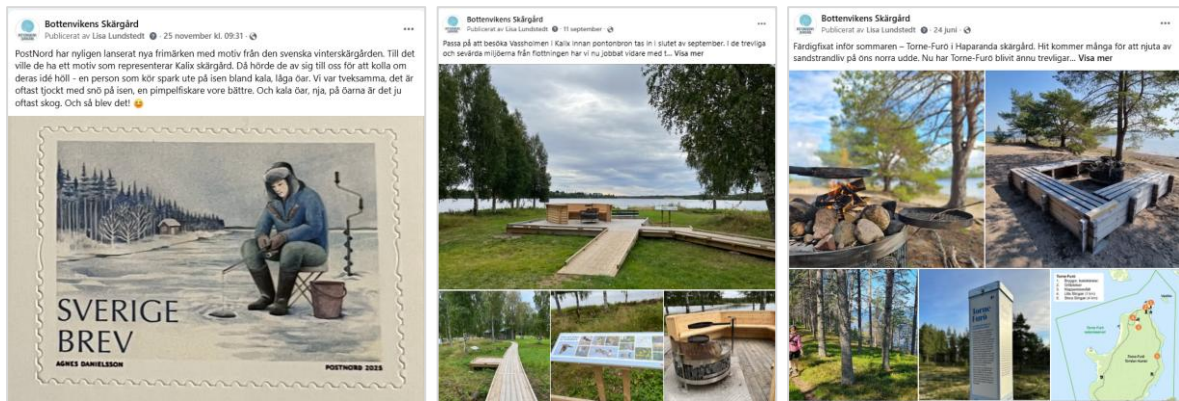 Bottenvikens Skärgård
Publicerat av Lisa Lundstedt · 25 november kl. 09:31 ·
PostNord har nyligen lanserat nya frimärken med motiv från den svenska vinterskärgården. Till det
ville de ha ett motiv som representerar Kalix skärgård. Då hörde de av sig till oss för att kolla om
deras idé höll - en person som kör spark ute på isen bland kala, låga öar. Vi var tveksamma, det är
oftast tjockt med snö på isen, en pimpelfiskare vore bättre. Och kala öar, nja, på öarna är det ju
oftast skog. Och så blev det! 😃
SVERIGE
BREV
AGNES DANIELSSON
POSTNORD 2025
Bottenvikens Skärgård
Publicerat av Lisa Lundstedt · 11 september ·
Passa på att besöka Vassholmen i Kalix innan pontonbron tas in i slutet av september. I de trevliga
och sevärda miljöerna från flottningen har vi nu jobbat vidare med t... Visa mer
Bottenvikens Skärgård
Publicerat av Lisa Lundstedt · 24 juni ·
Färdigfixat inför sommaren – Torne-Furö i Haparanda skärgård. Hit kommer många för att njuta av
sandstrandliv på öns norra udde. Nu har Torne-Furö blivit ännu trevligar... Visa mer
Torne
Furö
Torne-Furö